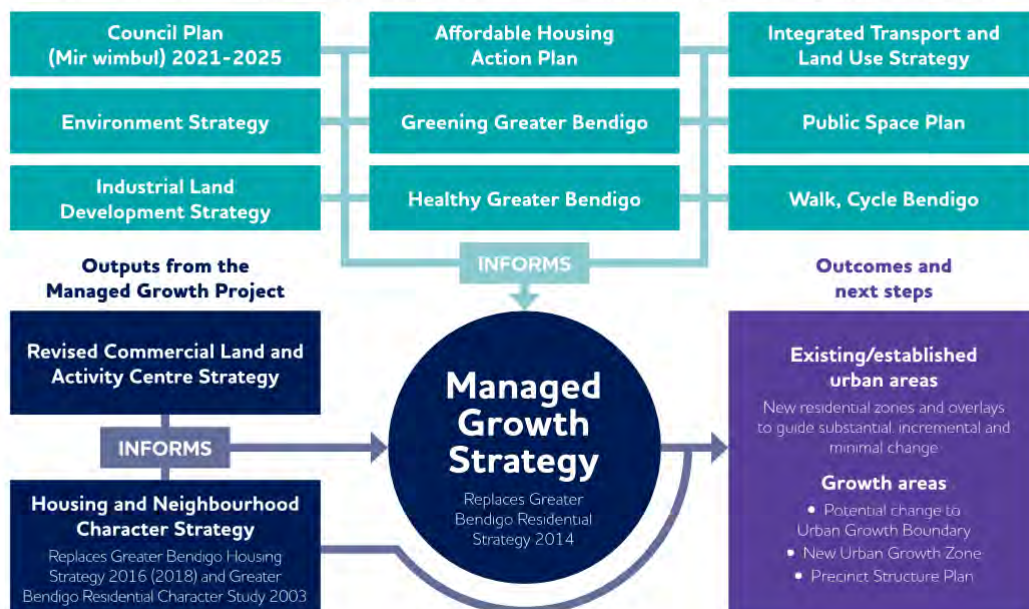 Council Plan
(Mir wimbul) 2021-2025
Affordable Housing
Action Plan
Integrated Transport and
Land Use Strategy
Environment Strategy
Greening Greater Bendigo
Public Space Plan
Industrial Land
Development Strategy
Healthy Greater Bendigo
Walk, Cycle Bendigo
INFORMS
Outputs from the
Managed Growth Project
Revised Commercial Land and
Activity Centre Strategy
INFORMS
Housing and Neighbourhood
Character Strategy
Replaces Greater Bendigo Housing
Strategy 2016 (2018) and Greater
Bendigo Residential Character Study 2003
Managed
Growth
Strategy
Replaces Greater
Bendigo Residential
Strategy 2014
Outcomes and
next steps
Existing/established
urban areas
New residential zones and overlays
to guide substantial, incremental and
minimal change
Growth areas
• Potential change to
Urban Growth Boundary
• New Urban Growth Zone
• Precinct Structure Plan